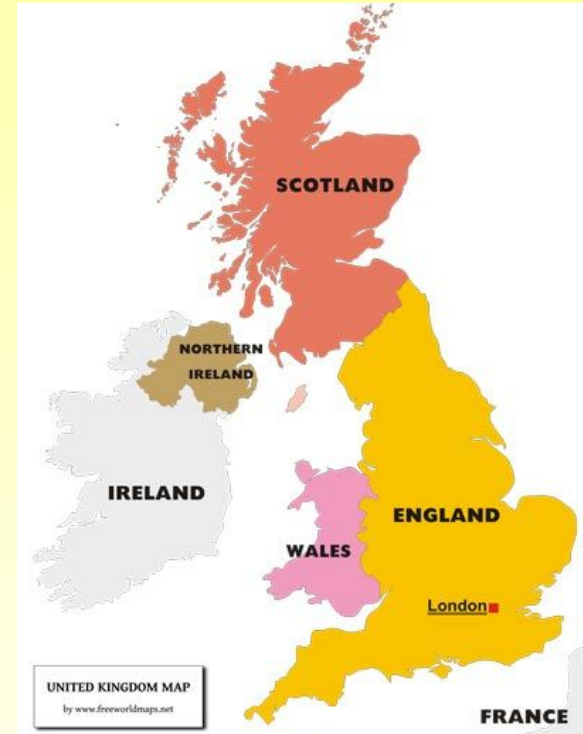 SCOTLAND
NORTHERN
IRELAND
IRELAND
WALES
ENGLAND
London
UNITED KINGDOM MAP
by www.freeworldmaps.net
FRANCE